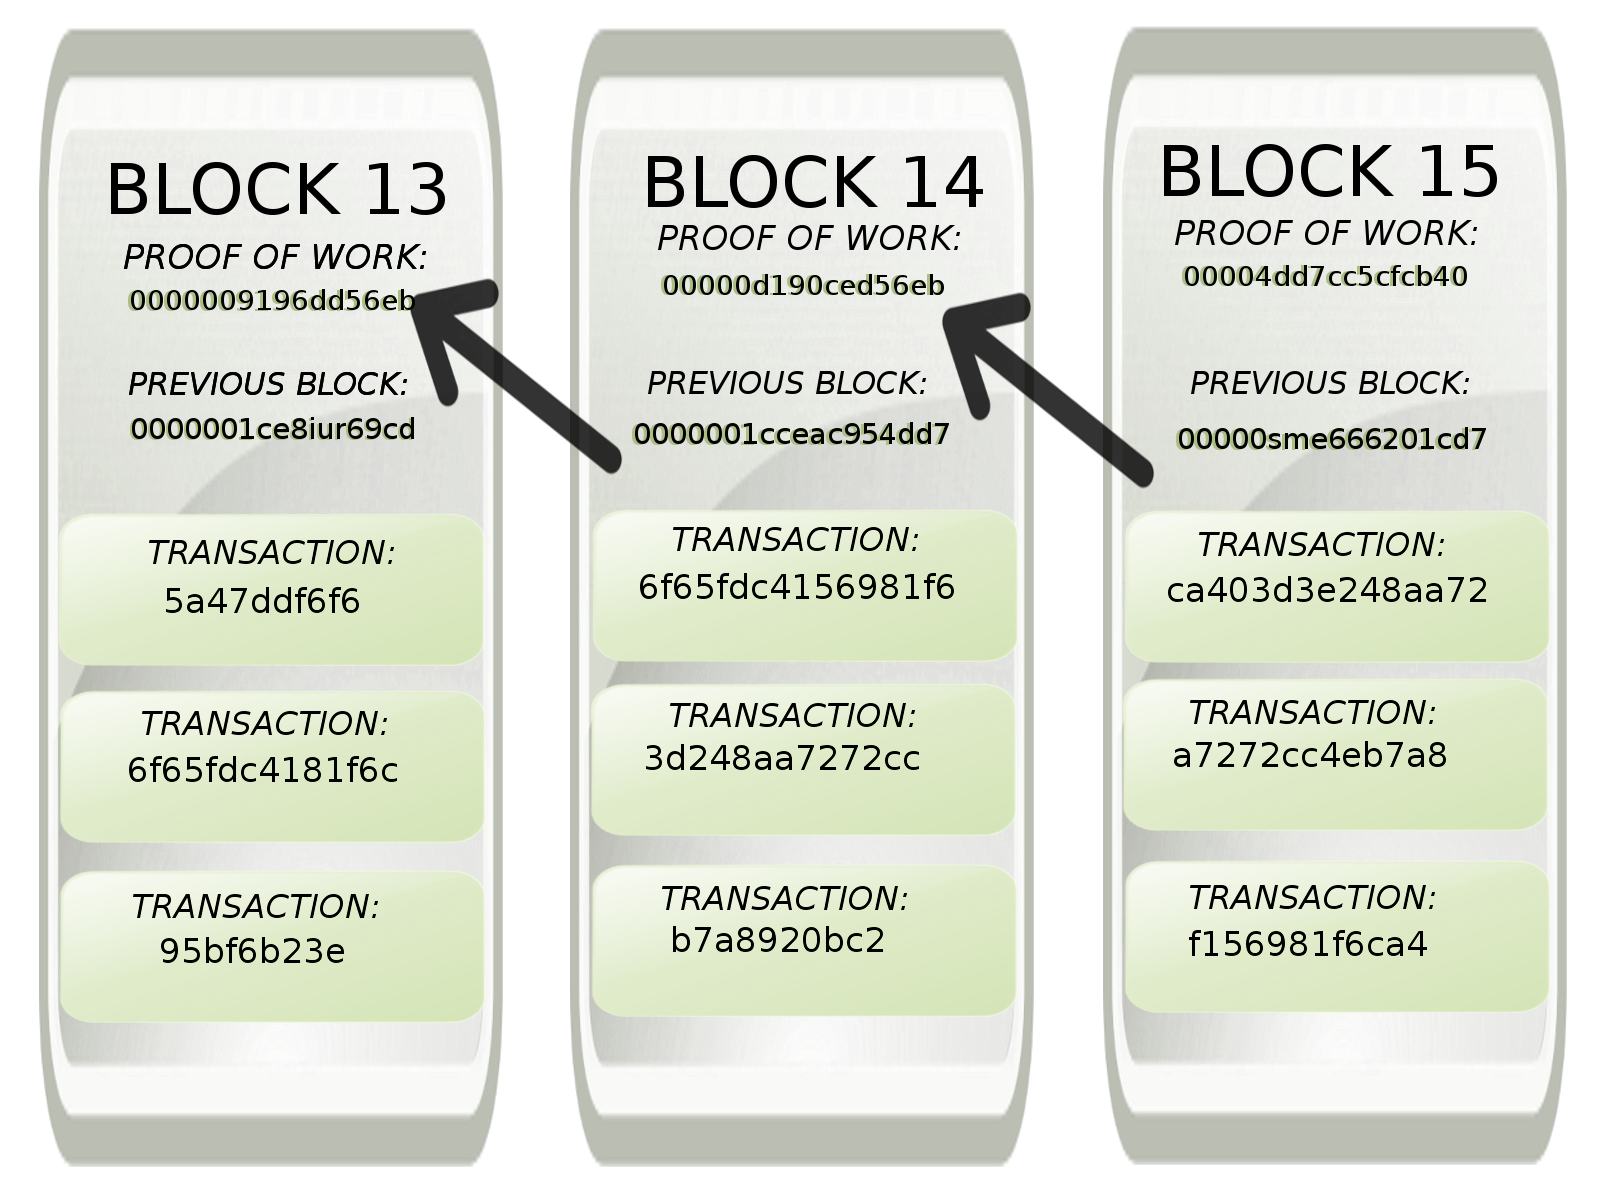 BLOCK 13
PROOF OF WORK:
0000009196dd56eb
PREVIOUS BLOCK:
0000001ce8iur69cd
TRANSACTION:
5a47ddf6f6
TRANSACTION:
6f65fdc4181f6c
TRANSACTION:
95bf6b23e
BLOCK 14
PROOF OF WORK:
00000d190ced56eb
PREVIOUS BLOCK:
0000001cceac954dd7
TRANSACTION:
6f65fdc4156981f6
TRANSACTION:
3d248aa7272cc
TRANSACTION:
b7a8920bc2
BLOCK 15
PROOF OF WORK:
00004dd7cc5cfcb40
PREVIOUS BLOCK:
00000sme666201cd7
TRANSACTION:
ca403d3e248aa72
TRANSACTION:
a7272cc4eb7a8
TRANSACTION:
f156981f6ca4